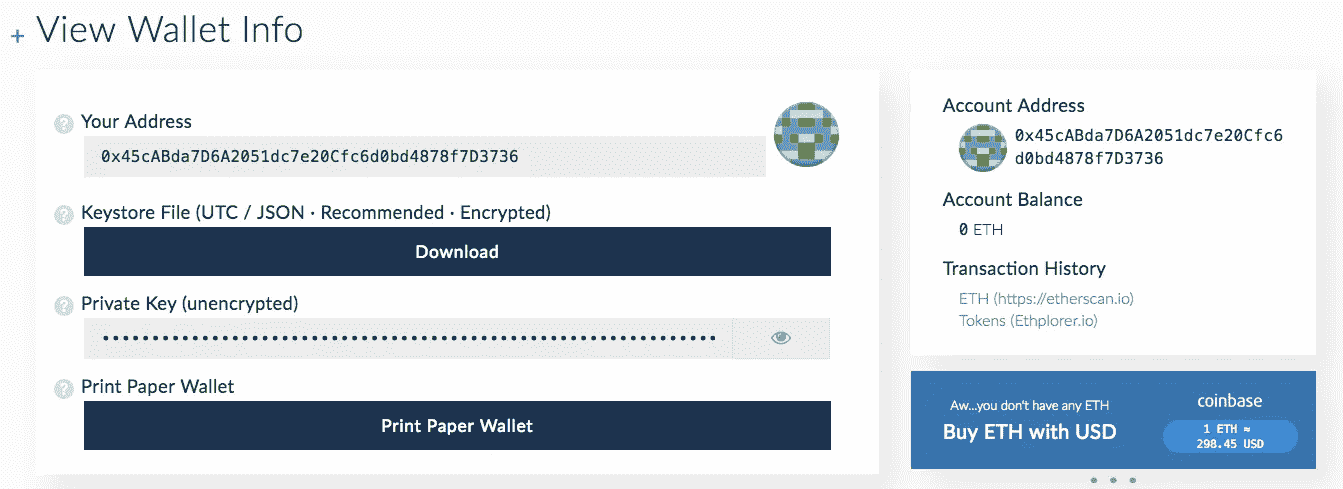 + View Wallet Info
Your Address
0x45cABda7D6A2051dc7e20Cfc6d0bd4878f7D3736
Keystore File (UTC / JSON · Recommended · Encrypted)
Download
Private Key (unencrypted)
Print Paper Wallet
Print Paper Wallet
Account Address
0x45cABda7D6A2051dc7e20Cfc6
d0bd4878f7D3736
Account Balance
0 ETH
Transaction History
ETH (https://etherscan.io)
Tokens (Ethplorer.io)
Aw...you don't have any ETH
Buy ETH with USD
coinbase
1 ETH ≈
298.45 USD